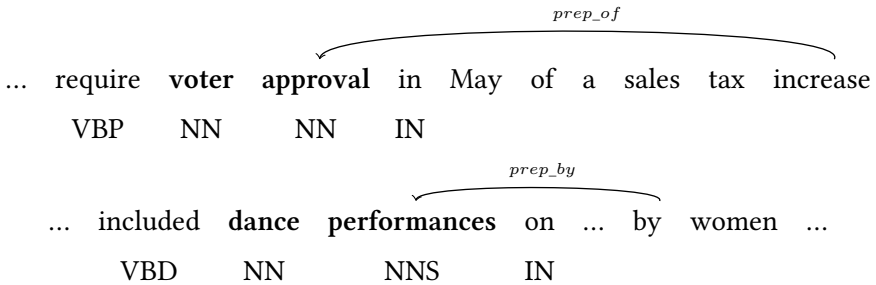 prep_of
... require voter approval in May of a sales tax increase
VBP NN NN IN
prep_by
... included dance performances on ... by women ...
VBD NN NNS IN